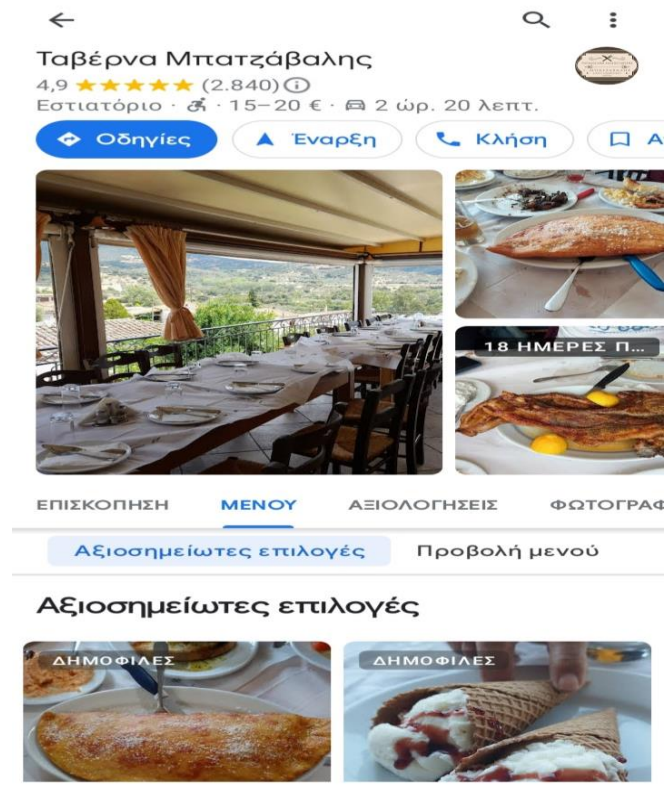 Ταβέρνα Μπατζάβαλης
4,9 ★★★★★ (2.840)
Εστιατόριο · · 15–20 € · 2 ώρ. 20 λεπτ.
Οδηγίες Έναρξη Κλήση Α
18 ΗΜΕΡΕΣ Π...
ΕΠΙΣΚΟΠΗΣΗ ΜΕΝΟΥ ΑΞΙΟΛΟΓΗΣΕΙΣ ΦΩΤΟΓΡΑΦ
Αξιοσημείωτες επιλογές Προβολή μενού
Αξιοσημείωτες επιλογές
ΔΗΜΟΦΙΛΕΣ ΔΗΜΟΦΙΛΕΣ